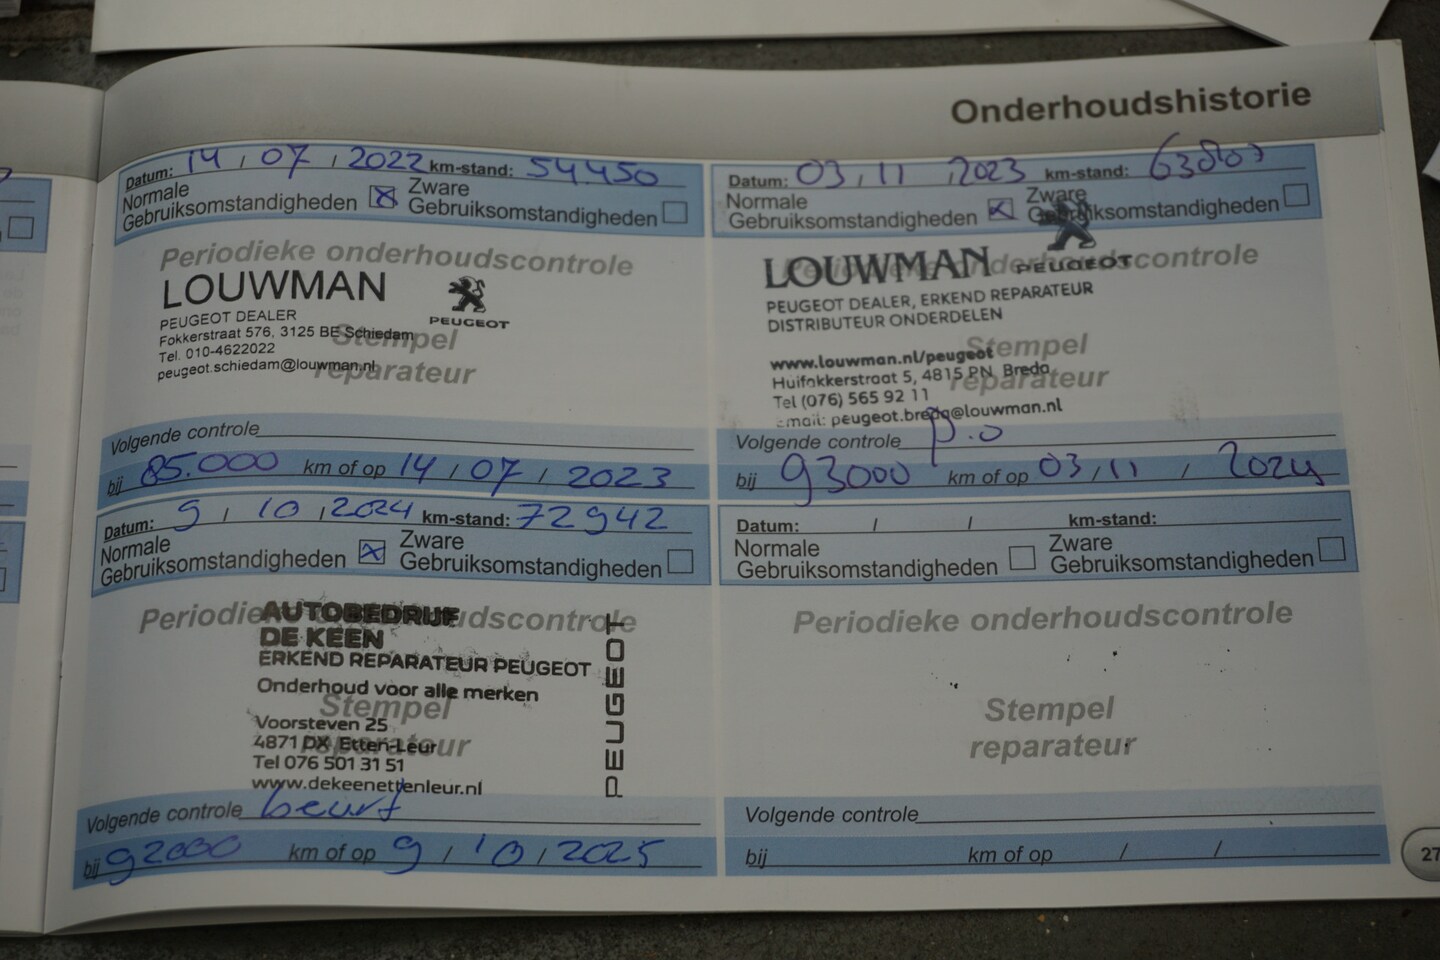 Onderhoudshistorie
Datum: 14 / 07 / 2022 km-stand: 54.450
Normale Gebruiksomstandigheden
Zware Gebruiksomstandigheden
Periodieke onderhoudscontrole
LOUWMAN
PEUGEOT DEALER
Fokkerstraat 576, 3125 BE Schiedam
Tel. 010-4622022
peugeot.schiedam@louwman.nl
PEUGEOT
Stempel
reparateur
Volgende controle
bij 85.000 km of op 14 / 07 / 2023
Datum: 03 / 11 / 2023 km-stand:
Normale Gebruiksomstandigheden
Zware Gebruiksomstandigheden
Periodieke onderhoudscontrole
LOUWMAN PEUGEOT
PEUGEOT DEALER, ERKEND REPARATEUR
DISTRIBUTEUR ONDERDELEN
www.louwman.nl/peugeot
Huifakkerstraat 5, 4815 PN Breda
Tel (076) 565 92 11
email: peugeot.breda@louwman.nl
Stempel
reparateur
Volgende controle p.o
bij 93000 km of op 03 / 11 / 2024
Datum: 9 / 10 / 2024 km-stand: 72942
Normale Gebruiksomstandigheden
Zware Gebruiksomstandigheden
Periodieke onderhoudscontrole
AUTOBEDRIJF
DE KEEN
ERKEND REPARATEUR PEUGEOT
Onderhoud voor alle merken
Voorsteven 25
4871 DX Etten-Leur
Tel 076 501 31 51
www.dekeenettenleur.nl
PEUGEOT
Stempel
reparateur
Volgende controle beurt
bij 92000 km of op 9 / 10 / 2025
Datum: / / km-stand:
Normale Gebruiksomstandigheden
Zware Gebruiksomstandigheden
Periodieke onderhoudscontrole
Stempel
reparateur
Volgende controle
bij km of op / /
27